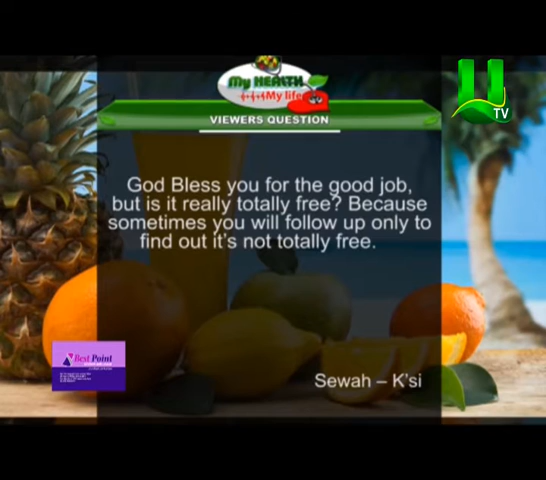 My HEALTH
My life
U
TV
VIEWERS QUESTION
God Bless you for the good job,
but is it really totally free? Because
sometimes you will follow up only to
find out it's not totally free.
Best Point
Sewah – K'si